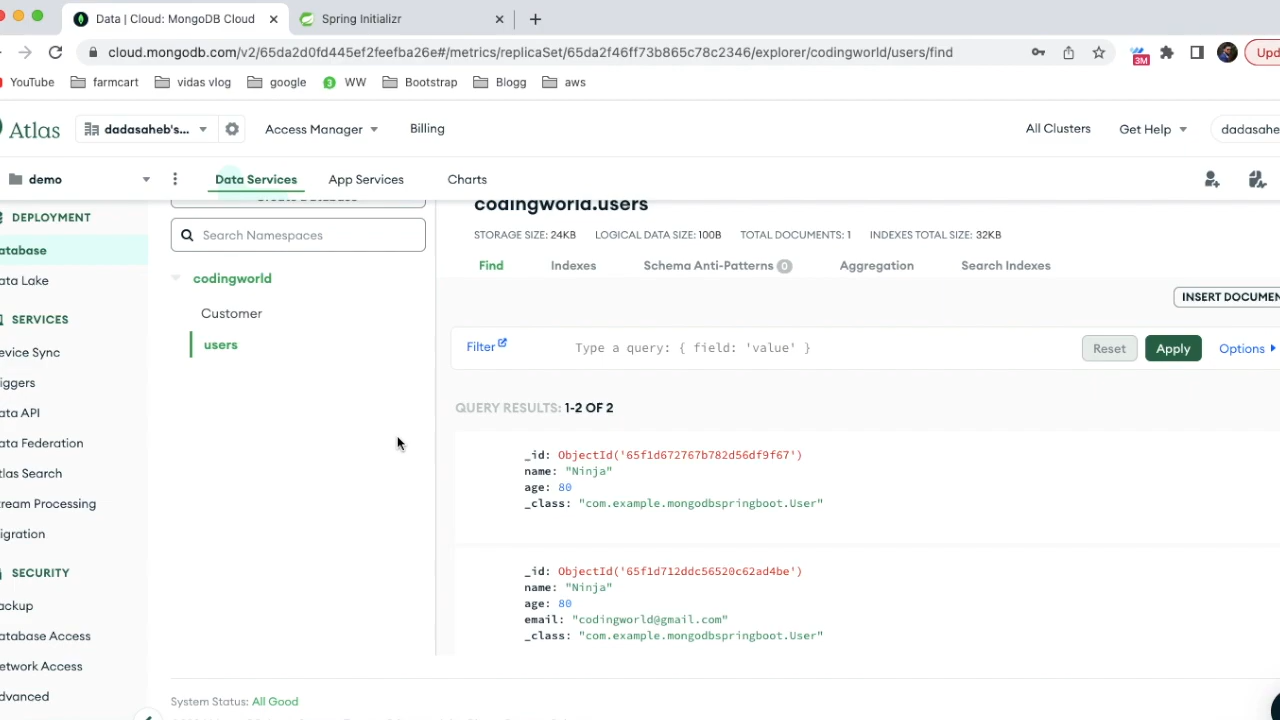 Data | Cloud: MongoDB Cloud
Spring Initializr
cloud.mongodb.com/v2/65da2d0fd445ef2feefba26e#/metrics/replicaSet/65da2f46ff73b865c78c2346/explorer/codingworld/users/find
3M
Upd
YouTube farmcart vidas vlog google 3 WW Bootstrap Blogg aws
Atlas dadasaheb's... Access Manager Billing All Clusters Get Help dadasahe
demo Data Services App Services Charts
DEPLOYMENT
atabase
ata Lake
SERVICES
evice Sync
iggers
ata API
ata Federation
tlas Search
tream Processing
igration
SECURITY
ackup
atabase Access
etwork Access
dvanced
Search Namespaces
codingworld
Customer
users
codingworld.users
STORAGE SIZE: 24KB LOGICAL DATA SIZE: 100B TOTAL DOCUMENTS: 1 INDEXES TOTAL SIZE: 32KB
Find Indexes Schema Anti-Patterns 0 Aggregation Search Indexes
INSERT DOCUMEN
Filter Type a query: { field: 'value' } Reset Apply Options
QUERY RESULTS: 1-2 OF 2
_id: ObjectId('65f1d672767b782d56df9f67')
name: "Ninja"
age: 80
_class: "com.example.mongodbspringboot.User"
_id: ObjectId('65f1d712ddc56520c62ad4be')
name: "Ninja"
age: 80
email: "codingworld@gmail.com"
_class: "com.example.mongodbspringboot.User"
System Status: All Good